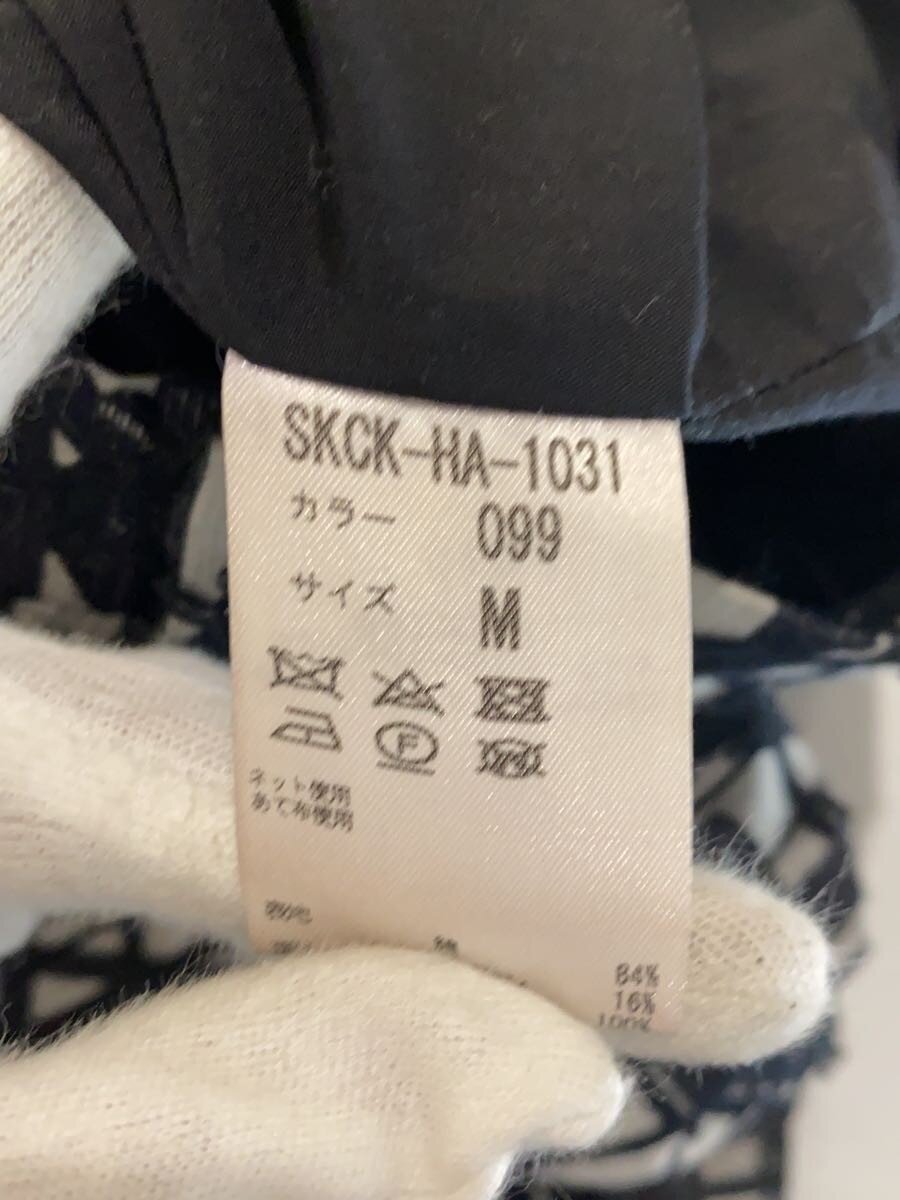 SKCK-HA-1031
カラー 099
サイズ M
F
ネット使用
あて布使用
84%
16%
100%